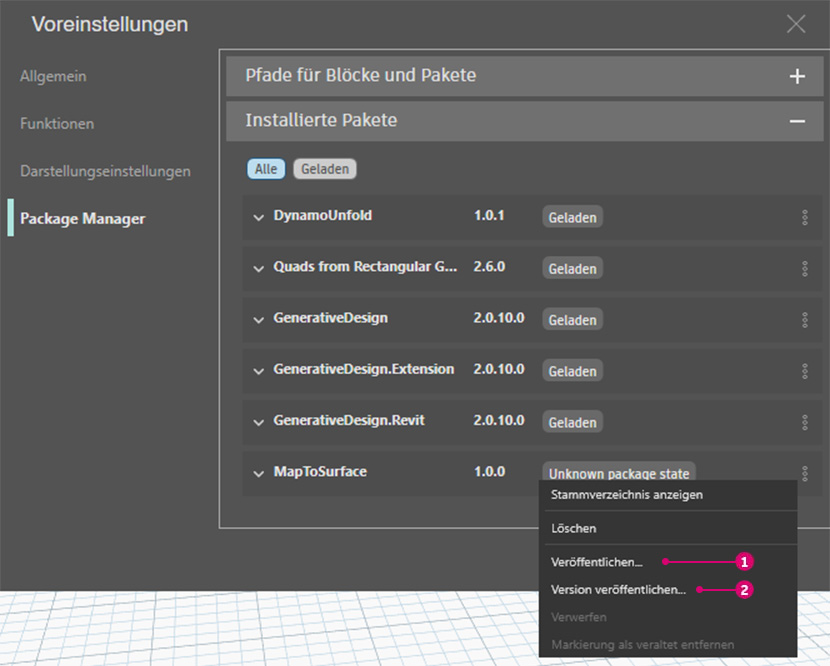 Voreinstellungen
Allgemein
Funktionen
Darstellungseinstellungen
Package Manager
Pfade für Blöcke und Pakete
Installierte Pakete
Alle Geladen
DynamoUnfold 1.0.1 Geladen
Quads from Rectangular G... 2.6.0 Geladen
GenerativeDesign 2.0.10.0 Geladen
GenerativeDesign.Extension 2.0.10.0 Geladen
GenerativeDesign.Revit 2.0.10.0 Geladen
MapToSurface 1.0.0 Unknown package state
Stammverzeichnis anzeigen
Löschen
Veröffentlichen... 1
Version veröffentlichen... 2
Verwerfen
Markierung als veraltet entfernen